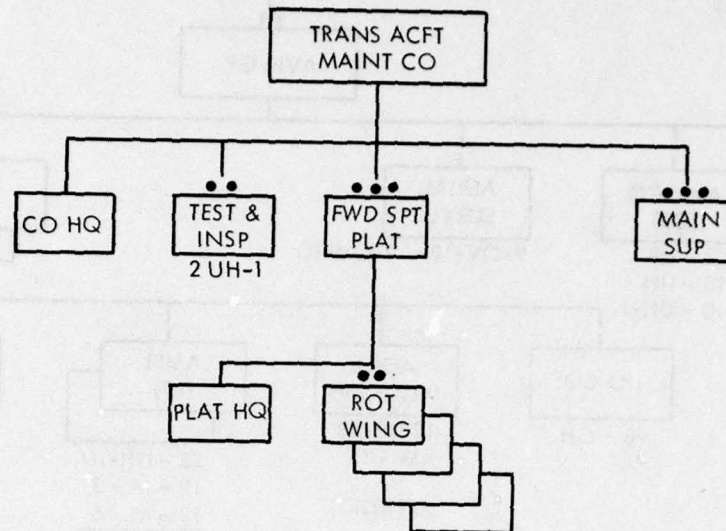 TRANS ACFT
MAINT CO
CO HQ
TEST &
INSP
2 UH-1
FWD SPT
PLAT
MAIN
SUP
PLAT HQ
ROT
WING